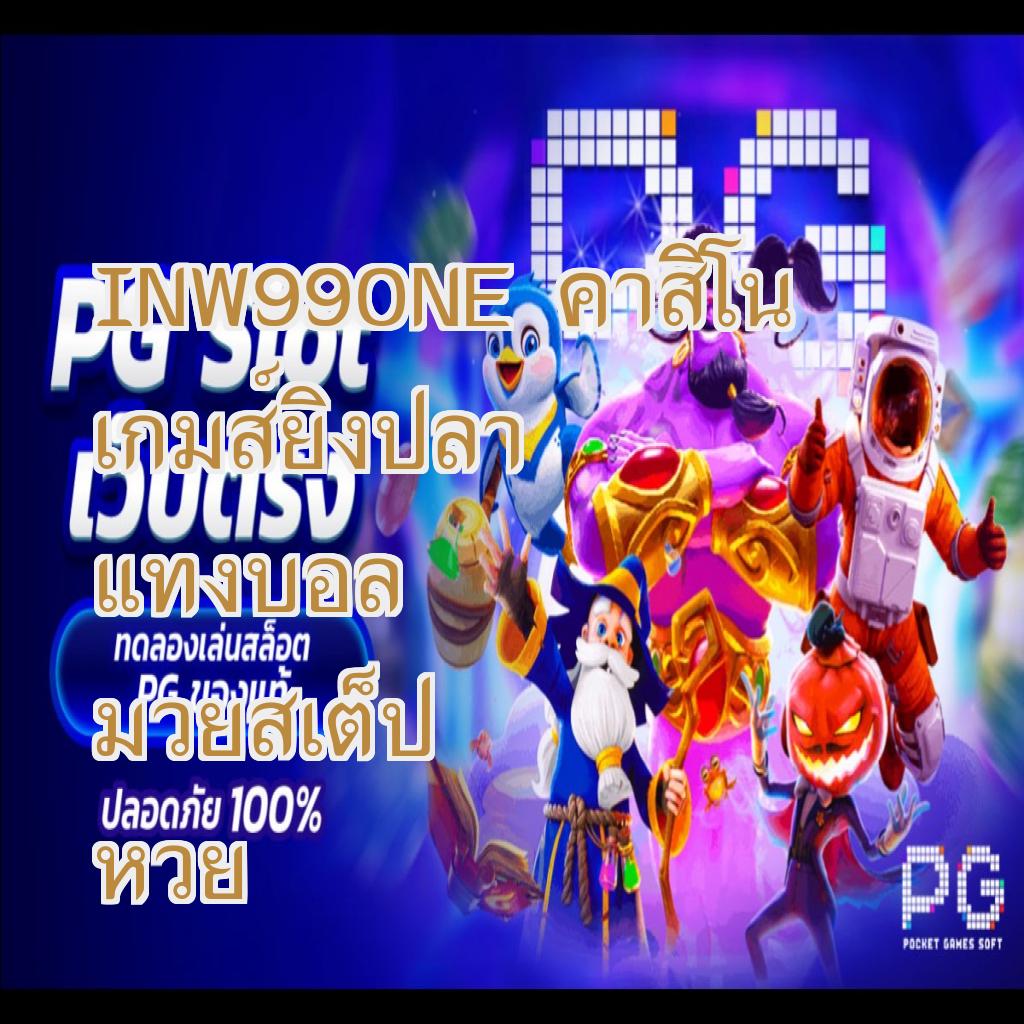 INW99ONE คาสิโน
PG Slot
เกมส์ยิงปลา
เว็บตรง
แทงบอล
ทดลองเล่นสล็อต
PG ของแท้
มวยสเต็ป
ปลอดภัย 100%
หวย
PG
PG
POCKET GAMES SOFT